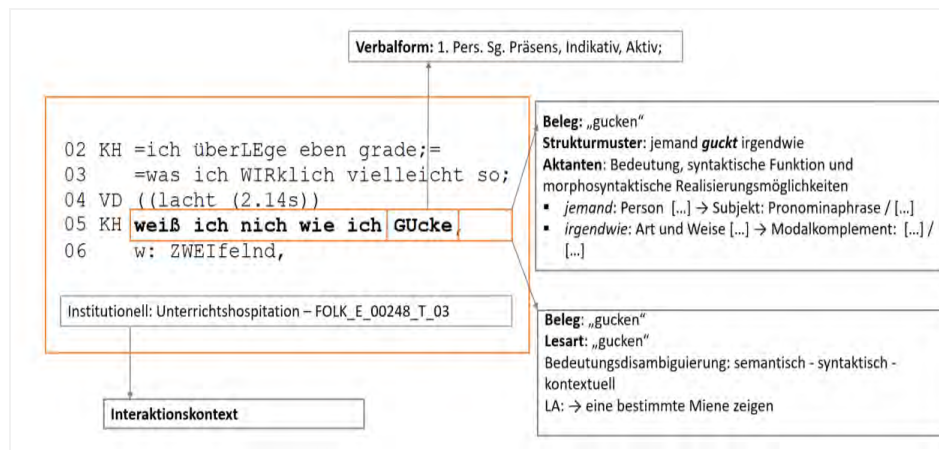 Verbalform: 1. Pers. Sg. Präsens, Indikativ, Aktiv;
02 KH =ich überLEge eben grade;=
03 =was ich WIRklich vielleicht so;
04 VD ((lacht (2.14s))
05 KH weiß ich nich wie ich GUcke,
06 w: ZWEIfelnd,
Institutionell: Unterrichtshospitation – FOLK_E_00248_T_03
Interaktionskontext
Beleg: „gucken“
Strukturmuster: jemand guckt irgendwie
Aktanten: Bedeutung, syntaktische Funktion und
morphosyntaktische Realisierungsmöglichkeiten
▪ jemand: Person [...] → Subjekt: Pronominaphrase / [...]
▪ irgendwie: Art und Weise [...] → Modalkomplement: [...] /
[...]
Beleg: „gucken“
Lesart: „gucken“
Bedeutungsdisambiguierung: semantisch - syntaktisch -
kontextuell
LA: → eine bestimmte Miene zeigen